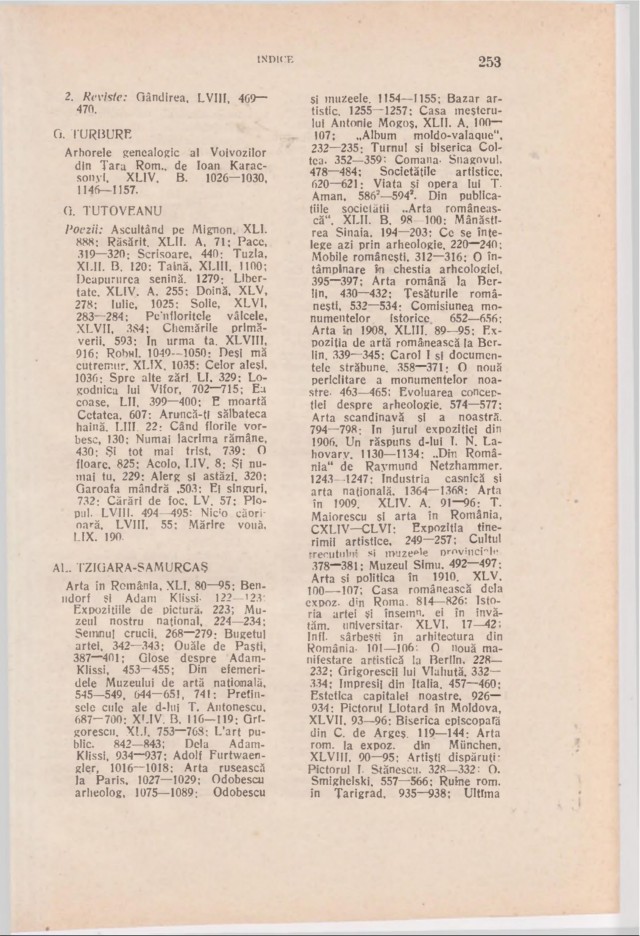 INDICE
253
2. Reviste: Gândirea, LVIII, 469—
470.
G. TURBURE
Arborele genealogic al Voivozilor
din Tara Rom., de Ioan Karac-
sonyi, XLIV, B. 1026—1030,
1146—1157.
G. TUTOVEANU
Poezii: Ascultând pe Mignon, XLI.
888; Răsărit, XLII. A, 71; Pace,
319—320; Scrisoare, 440; Tuzla,
XLII. B, 120; Taină, XLIII, 1100;
Deapururea senină. 1279; Liber-
tate, XLIV, A, 255; Doină, XLV,
278; Iulie, 1025; Solie, XLVI,
283—284; Pe'nfloritele vâlcele,
XLVII, 384; Chemările primă-
verii, 593; In urma ta, XLVIII,
916; Robul, 1049—1050; Deși mă
cutremur, XLIX, 1035; Celor aleși,
1036; Spre alte zări, LI, 329; Lo-
godnica lui Vifor, 702—715; Ea
coase, LII, 399—400; E moartă
Cetatea, 607; Aruncă-ți sălbateca
haină, LIII 22; Când florile vor-
besc, 130; Numai lacrima rămâne,
430; Și tot mai trist, 739; O
floare, 825; Acolo, LIV, 8; Și nu-
mai tu, 229; Alerg și astăzi, 320;
Garoafa mândră ,503; Ei singuri,
732; Cărări de foc, LV, 57; Plo-
pul, LVIII, 494—495; Nicio căori-
oară, LVIII, 55; Mărire vouă,
LIX, 190.
AL. TZIGARA-SAMURCAȘ
Arta în România, XLI, 80—95; Ben-
ndorf și Adam Klissi, 122—123;
Expozițiile de pictură, 223; Mu-
zeul nostru național, 224—234;
Semnul crucii, 268—279; Bugetul
artei, 342—343; Ouăle de Paști,
387—401; Glose despre Adam-
Klissi, 453—455; Din efemeri-
dele Muzeului de artă națională,
545—549, 644—651, 741; Preten-
sele cule ale d-lui T. Antonescu,
687—700; XLIV, B, 116—119; Gri-
gorescu, XLI, 753—768; L'art pu-
blic, 842—843; Dela Adam-
Klissi, 934—937; Adolf Furtwaen-
gler, 1016—1018; Arta rusească
la Paris, 1027—1029; Odobescu
arheolog, 1075—1089; Odobescu
și muzeele, 1154—1155; Bazar ar-
tistic, 1255—1257; Casa meșteru-
lui Antonie Mogoș, XLII. A, 100—
107; „Album moldo-valaque",
232—235; Turnul și biserica Col-
țea, 352—359; Comana. Snagovul,
478—484; Societățile artistice,
620—621; Viața și opera lui T.
Aman, 586²—594³. Din publica-
țiile societății „Arta româneas-
că", XLII. B, 98—100; Mânăsti-
rea Sinaia, 194—203; Ce se înțe-
lege azi prin arheologie, 220—240;
Mobile românești, 312—316; O în-
tâmpinare în chestia arheologiei,
395—397; Arta română la Ber-
lin, 430—432; Țesăturile româ-
nești, 532—534; Comisiunea mo-
numentelor istorice, 652—656;
Arta în 1908, XLIII, 89—95; Ex-
poziția de artă românească la Ber-
lin, 339—345; Carol I și documen-
tele străbune, 358—371; O nouă
periclitare a monumentelor noa-
stre, 463—465; Evoluarea concep-
ției despre arheologie, 574—577;
Arta scandinavă și a noastră.
794—798; In jurul expoziției din
1906. Un răspuns d-lui I. N. La-
hovary, 1130—1134; „Din Româ-
nia" de Raymund Netzhammer,
1243—1247; Industria casnică și
arta națională, 1364—1368; Arta
în 1909, XLIV, A, 91—96; T.
Maiorescu și arta în România,
CXLIV—CLVI; Expoziția tine-
rimii artistice, 249—257; Cultul
trecutului și muzeele provinciale,
378—381; Muzeul Simu, 492—497;
Arta și politica în 1910, XLV,
100—107; Casa românească dela
expoz. din Roma, 814—826; Isto-
ria artei și însemn. ei în învă-
țăm. universitar, XLVI, 17—42;
Infl. sârbești în arhitectura din
România, 101—106; O nouă ma-
nifestare artistică la Berlin, 228—
232; Grigorescii lui Vlahuță, 332—
334; Impresii din Italia, 457—460;
Estetica capitalei noastre, 926—
934; Pictorul Liotard în Moldova,
XLVII, 93—96; Biserica episcopală
din C. de Argeș, 119—144; Arta
rom. la expoz. din München,
XLVIII, 90—95; Artiști dispăruți:
Pictorul I. Stănescu, 328—332; O.
Smighelski, 557—566; Ruine rom.
în Țarigrad, 935—938; Ultima